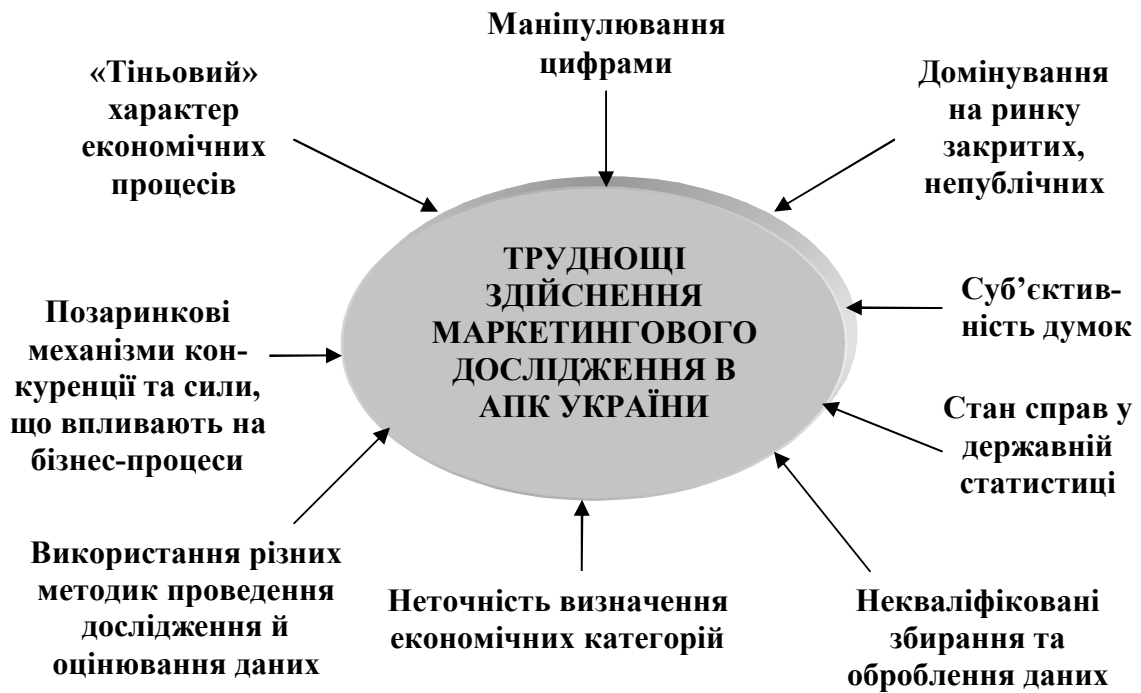 Маніпулювання
цифрами
«Тіньовий»
характер
економічних
процесів
Домінування
на ринку
закритих,
непублічних
ТРУДНОЩІ
ЗДІЙСНЕННЯ
МАРКЕТИНГОВОГО
ДОСЛІДЖЕННЯ В
АПК УКРАЇНИ
Позаринкові
механізми кон-
куренції та сили,
що впливають на
бізнес-процеси
Суб’єктив-
ність думок
Стан справ у
державній
статистиці
Використання різних
методик проведення
дослідження й
оцінювання даних
Неточність визначення
економічних категорій
Некваліфіковані
збирання та
оброблення даних